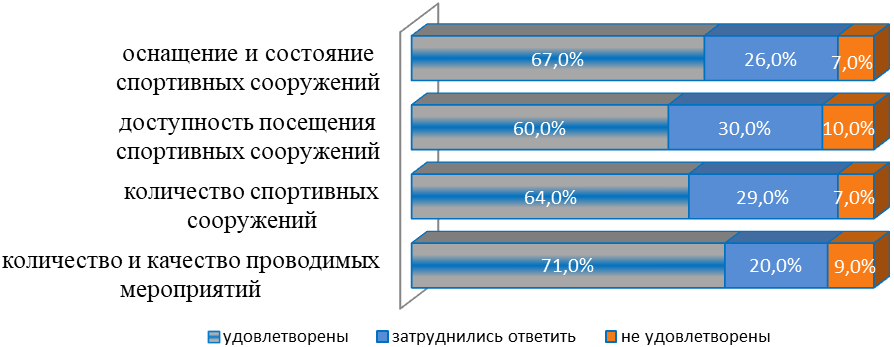 оснащение и состояние
спортивных сооружений
67,0% 26,0% 7,0%
доступность посещения
спортивных сооружений
60,0% 30,0% 10,0%
количество спортивных
сооружений
64,0% 29,0% 7,0%
количество и качество проводимых
мероприятий
71,0% 20,0% 9,0%
удовлетворены затруднились ответить не удовлетворены